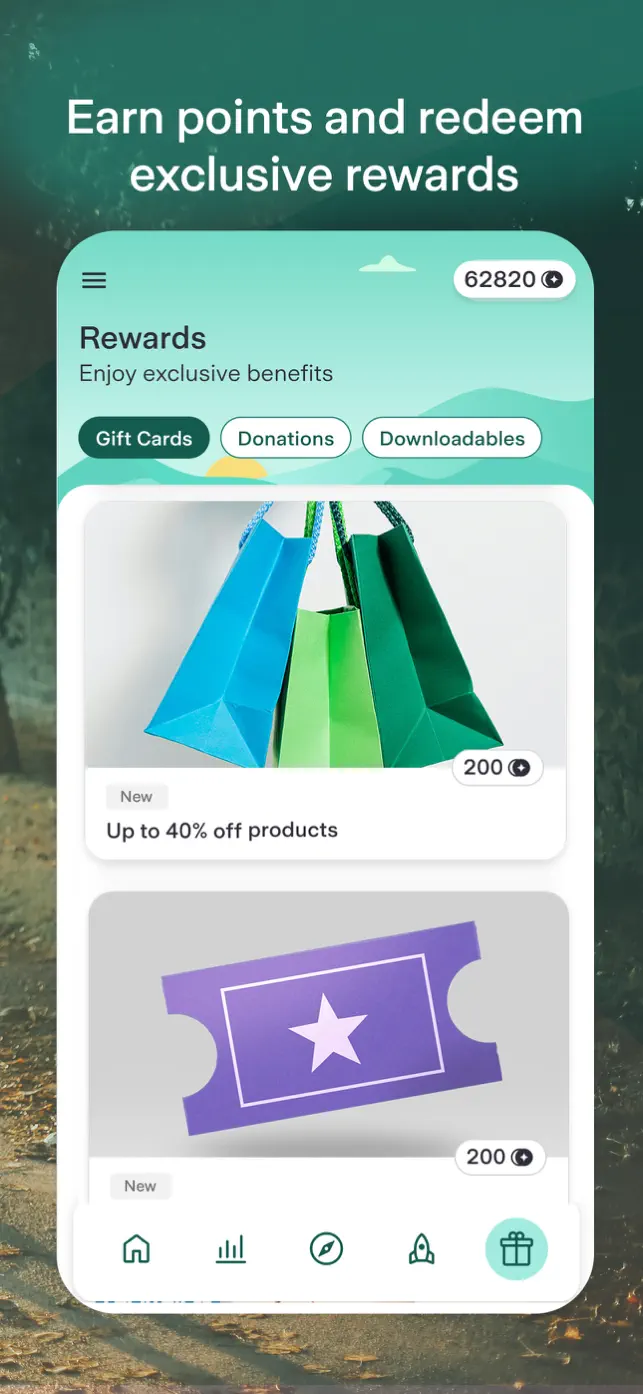 Earn points and redeem
exclusive rewards
62820
Rewards
Enjoy exclusive benefits
Gift Cards
Donations
Downloadables
200
New
Up to 40% off products
200
New